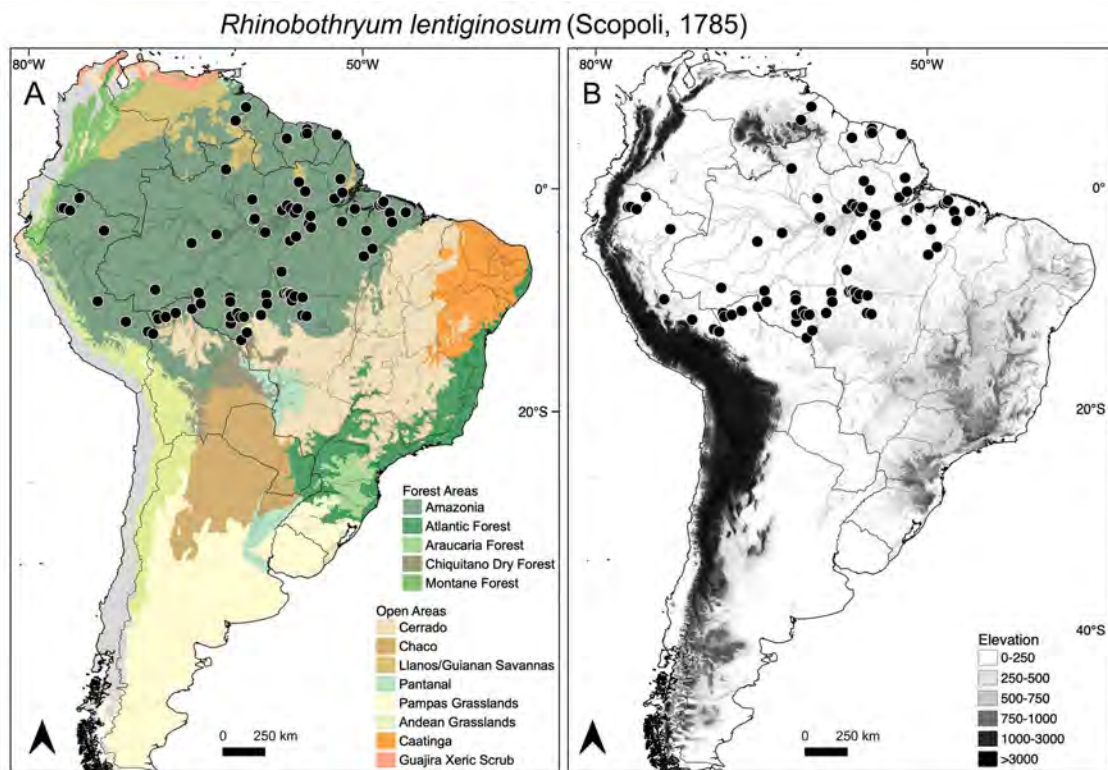 Rhinobothryum lentiginosum (Scopoli, 1785)
80°W
50°W
A
0°
20°S
Forest Areas
Amazonia
Atlantic Forest
Araucaria Forest
Chiquitano Dry Forest
Montane Forest
Open Areas
Cerrado
Chaco
Llanos/Guianan Savannas
Pantanal
Pampas Grasslands
Andean Grasslands
Caatinga
Guajira Xeric Scrub
0 250 km
80°W
50°W
B
0°
20°S
40°S
Elevation
0-250
250-500
500-750
750-1000
1000-3000
>3000
0 250 km